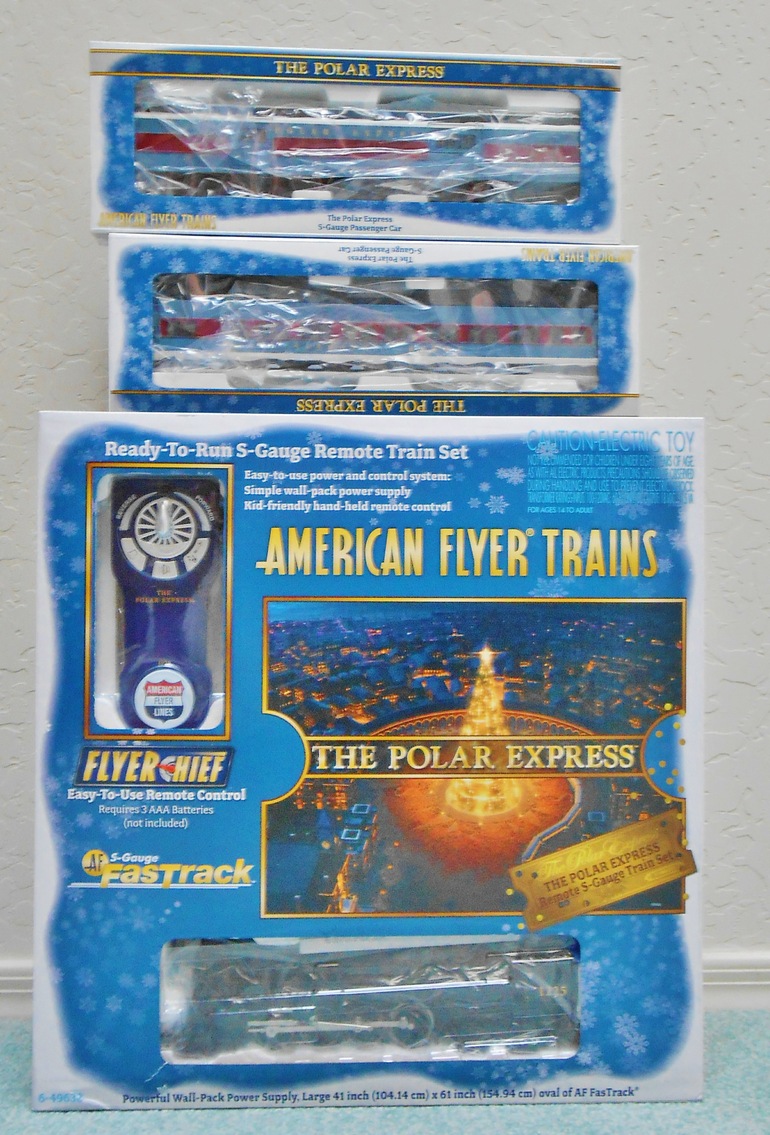 THE POLAR EXPRESS
AMERICAN FLYER TRAINS
The Polar Express
S-Gauge Passenger Car
AMERICAN FLYER TRAINS
The Polar Express
S-Gauge Passenger Car
THE POLAR EXPRESS
Ready-To-Run S-Gauge Remote Train Set
Easy-to-use power and control system:
Simple wall-pack power supply
Kid-friendly hand-held remote control
CAUTION-ELECTRIC TOY
FOR AGES 14 TO ADULT
AMERICAN FLYER® TRAINS
REVERSE FORWARD
THE
POLAR EXPRESS
AMERICAN
FLYER
LINES
THE POLAR EXPRESS
FLYERCHIEF
Easy-To-Use Remote Control
Requires 3 AAA Batteries
(not included)
AF S-Gauge
FasTrack
THE POLAR EXPRESS
Remote S-Gauge Train Set
1225
6-49632
Powerful Wall-Pack Power Supply, Large 41 inch (104.14 cm) x 61 inch (154.94 cm) oval of AF FasTrack®